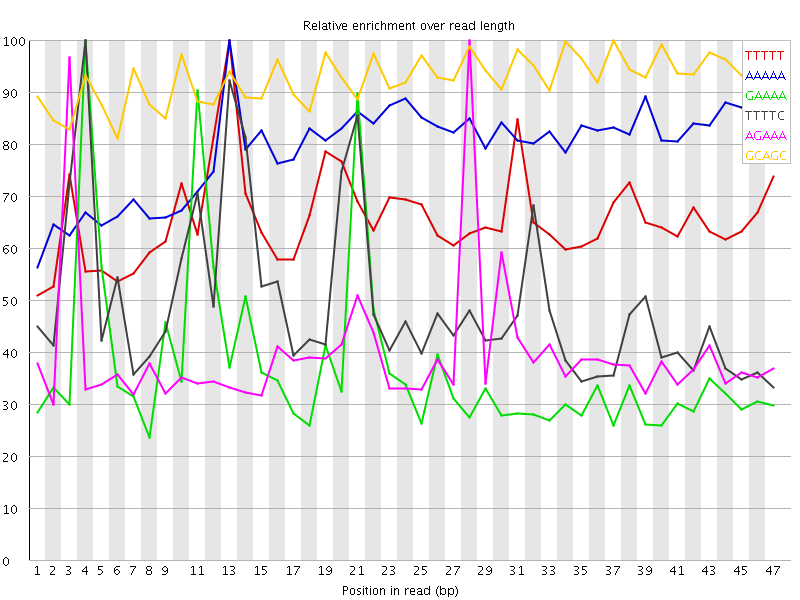 Relative enrichment over read length
100
90
80
70
60
50
40
30
20
10
0
TTTTT
AAAAA
GAAAA
TTTTC
AGAAA
GCAGC
1 2 3 4 5 6 7 8 9 11 13 15 17 19 21 23 25 27 29 31 33 35 37 39 41 43 45 47
Position in read (bp)